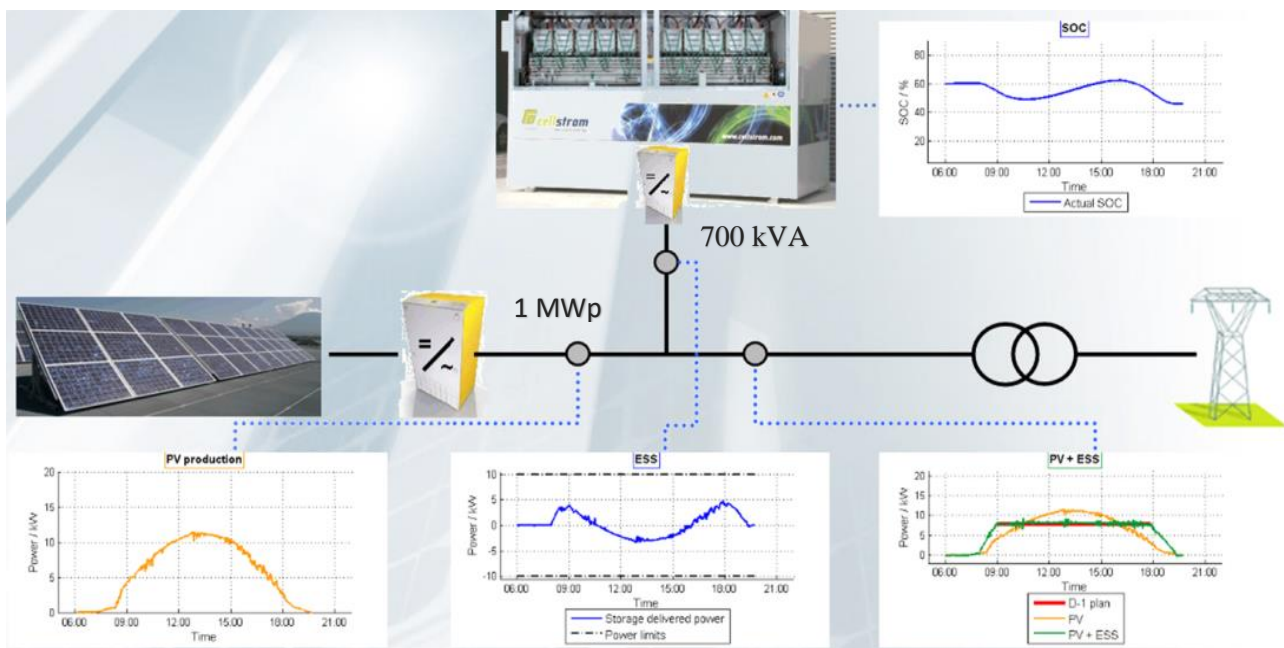 cellstrom
www.cellstrom.com
=
~
SOC
SOC / %
80
60
40
20
06:00 09:00 12:00 15:00 18:00 21:00
Time
Actual SOC
700 kVA
1 MWp
=
~
PV production
Power / kW
20
15
10
5
0
06:00 09:00 12:00 15:00 18:00 21:00
Time
ESS
Power / kW
10
5
0
-5
-10
06:00 09:00 12:00 15:00 18:00 21:00
Time
Storage delivered power
Power limits
PV + ESS
Power / kW
20
15
10
5
0
06:00 09:00 12:00 15:00 18:00 21:00
Time
D-1 plan
PV
PV + ESS